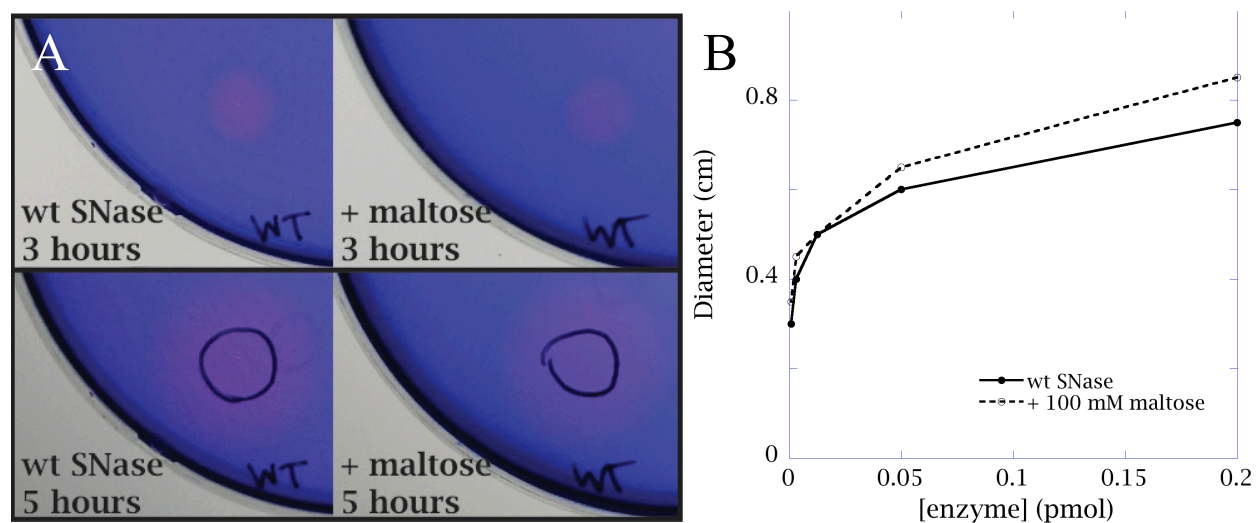 A
wt SNase
3 hours
WT
+ maltose
3 hours
WT
wt SNase
5 hours
WT
+ maltose
5 hours
WT
B
Diameter (cm)
0.8
0.4
0
0
0.05
0.1
0.15
0.2
[enzyme] (pmol)
wt SNase
+ 100 mM maltose